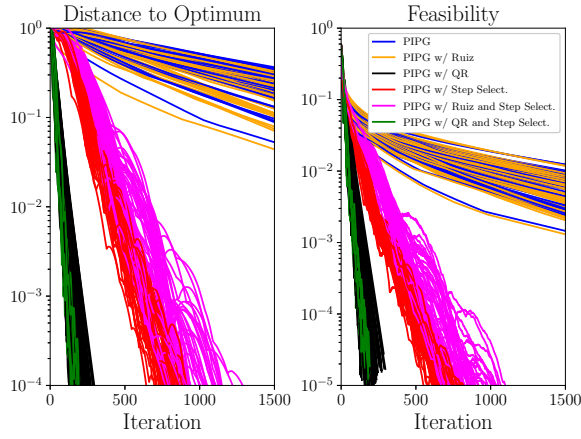 Distance to Optimum
10^0
10^{-1}
10^{-2}
10^{-3}
10^{-4}
0
500
1000
1500
Iteration
Feasibility
10^0
10^{-1}
10^{-2}
10^{-3}
10^{-4}
10^{-5}
0
500
1000
1500
Iteration
PIPG
PIPG w/ Ruiz
PIPG w/ QR
PIPG w/ Step Select.
PIPG w/ Ruiz and Step Select.
PIPG w/ QR and Step Select.